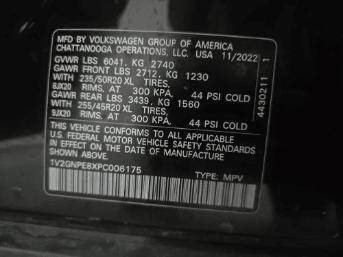 MFD BY VOLKSWAGEN GROUP OF AMERICA
CHATTANOOGA OPERATIONS, LLC. USA 11/2022
GVWR LBS 6041, KG 2740
GAWR FRONT LBS 2712, KG 1230
WITH 235/50R20 XL TIRES,
8JX20 RIMS, AT 300 KPA. 44 PSI COLD
GAWR REAR LBS 3439, KG 1560
WITH 255/45R20 XL TIRES,
9JX20 RIMS, AT 300 KPA. 44 PSI COLD
THIS VEHICLE CONFORMS TO ALL APPLICABLE
U.S. FEDERAL MOTOR VEHICLE SAFETY STANDARDS
IN EFFECT ON THE DATE OF MANUFACTURE
SHOWN ABOVE.
1V2GNPE8XPC006175 TYPE: MPV
4430211 1